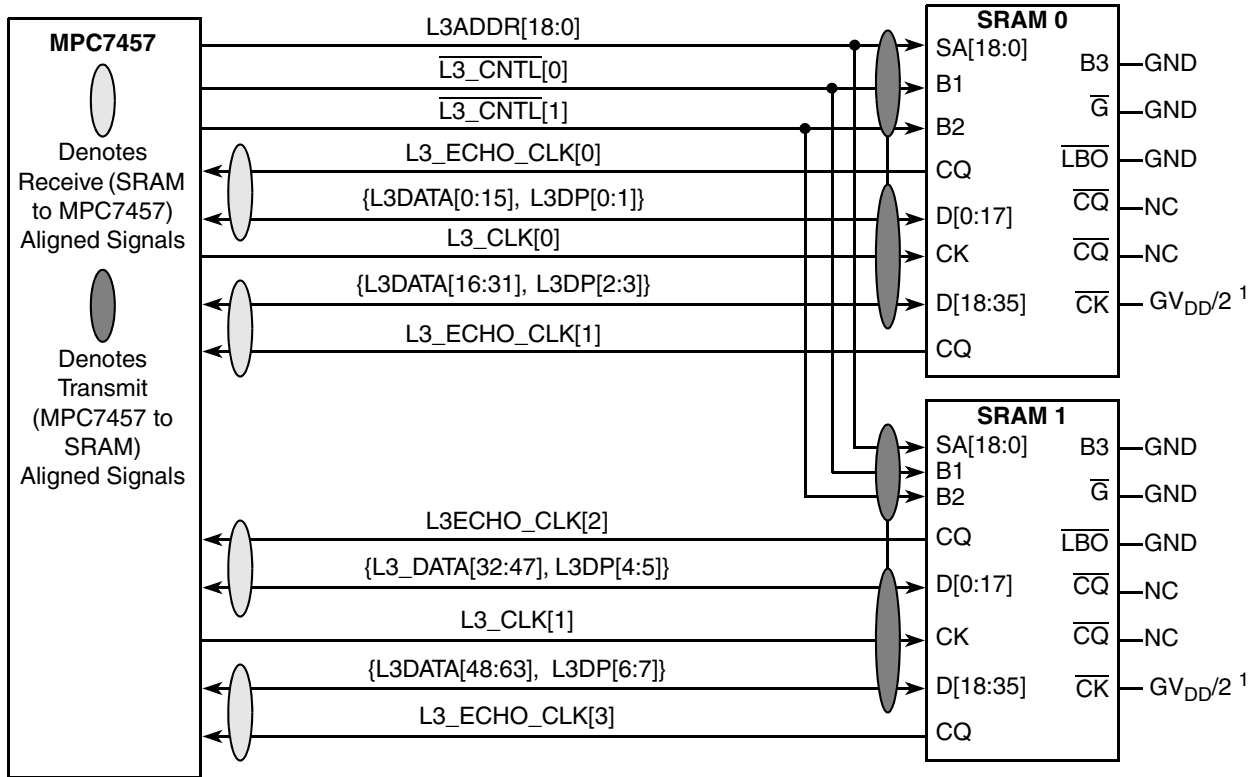 MPC7457
Denotes
Receive (SRAM
to MPC7457)
Aligned Signals
Denotes
Transmit
(MPC7457 to
SRAM)
Aligned Signals
L3ADDR[18:0]
L3_CNTL[0]
L3_CNTL[1]
L3_ECHO_CLK[0]
{L3DATA[0:15], L3DP[0:1]}
L3_CLK[0]
{L3DATA[16:31], L3DP[2:3]}
L3_ECHO_CLK[1]
SRAM 0
SA[18:0]
B1
B2
CQ
D[0:17]
CK
D[18:35]
CQ
B3 GND
G GND
LBO GND
CQ NC
CQ NC
CK GVDD/2 1
L3ECHO_CLK[2]
{L3_DATA[32:47], L3DP[4:5]}
L3_CLK[1]
{L3DATA[48:63], L3DP[6:7]}
L3_ECHO_CLK[3]
SRAM 1
SA[18:0]
B1
B2
CQ
D[0:17]
CK
D[18:35]
CQ
B3 GND
G GND
LBO GND
CQ NC
CQ NC
CK GVDD/2 1